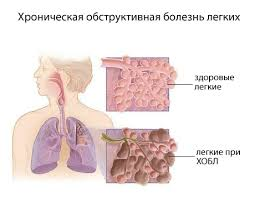 Хроническая обструктивная болезнь легких
здоровые
легкие
легкие при
ХОБЛ